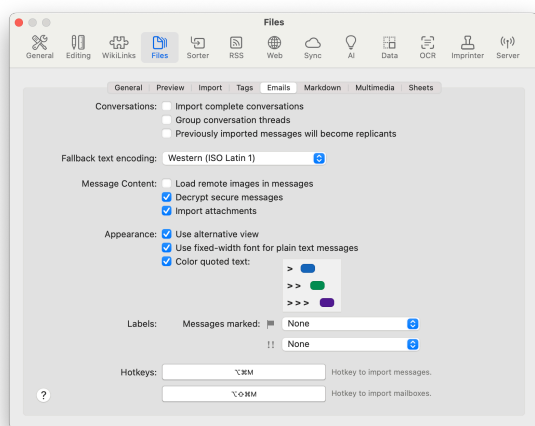 Files
General Editing WikiLinks Files Sorter RSS Web Sync AI Data OCR Imprinter Server
General Preview Import Tags Emails Markdown Multimedia Sheets
Conversations: Import complete conversations
Group conversation threads
Previously imported messages will become replicants
Fallback text encoding: Western (ISO Latin 1)
Message Content: Load remote images in messages
Decrypt secure messages
Import attachments
Appearance: Use alternative view
Use fixed-width font for plain text messages
Color quoted text:
>
>>
>>>
Labels: Messages marked: None
!! None
Hotkeys: ⌥⌘M Hotkey to import messages.
? ⌥⇧⌘M Hotkey to import mailboxes.